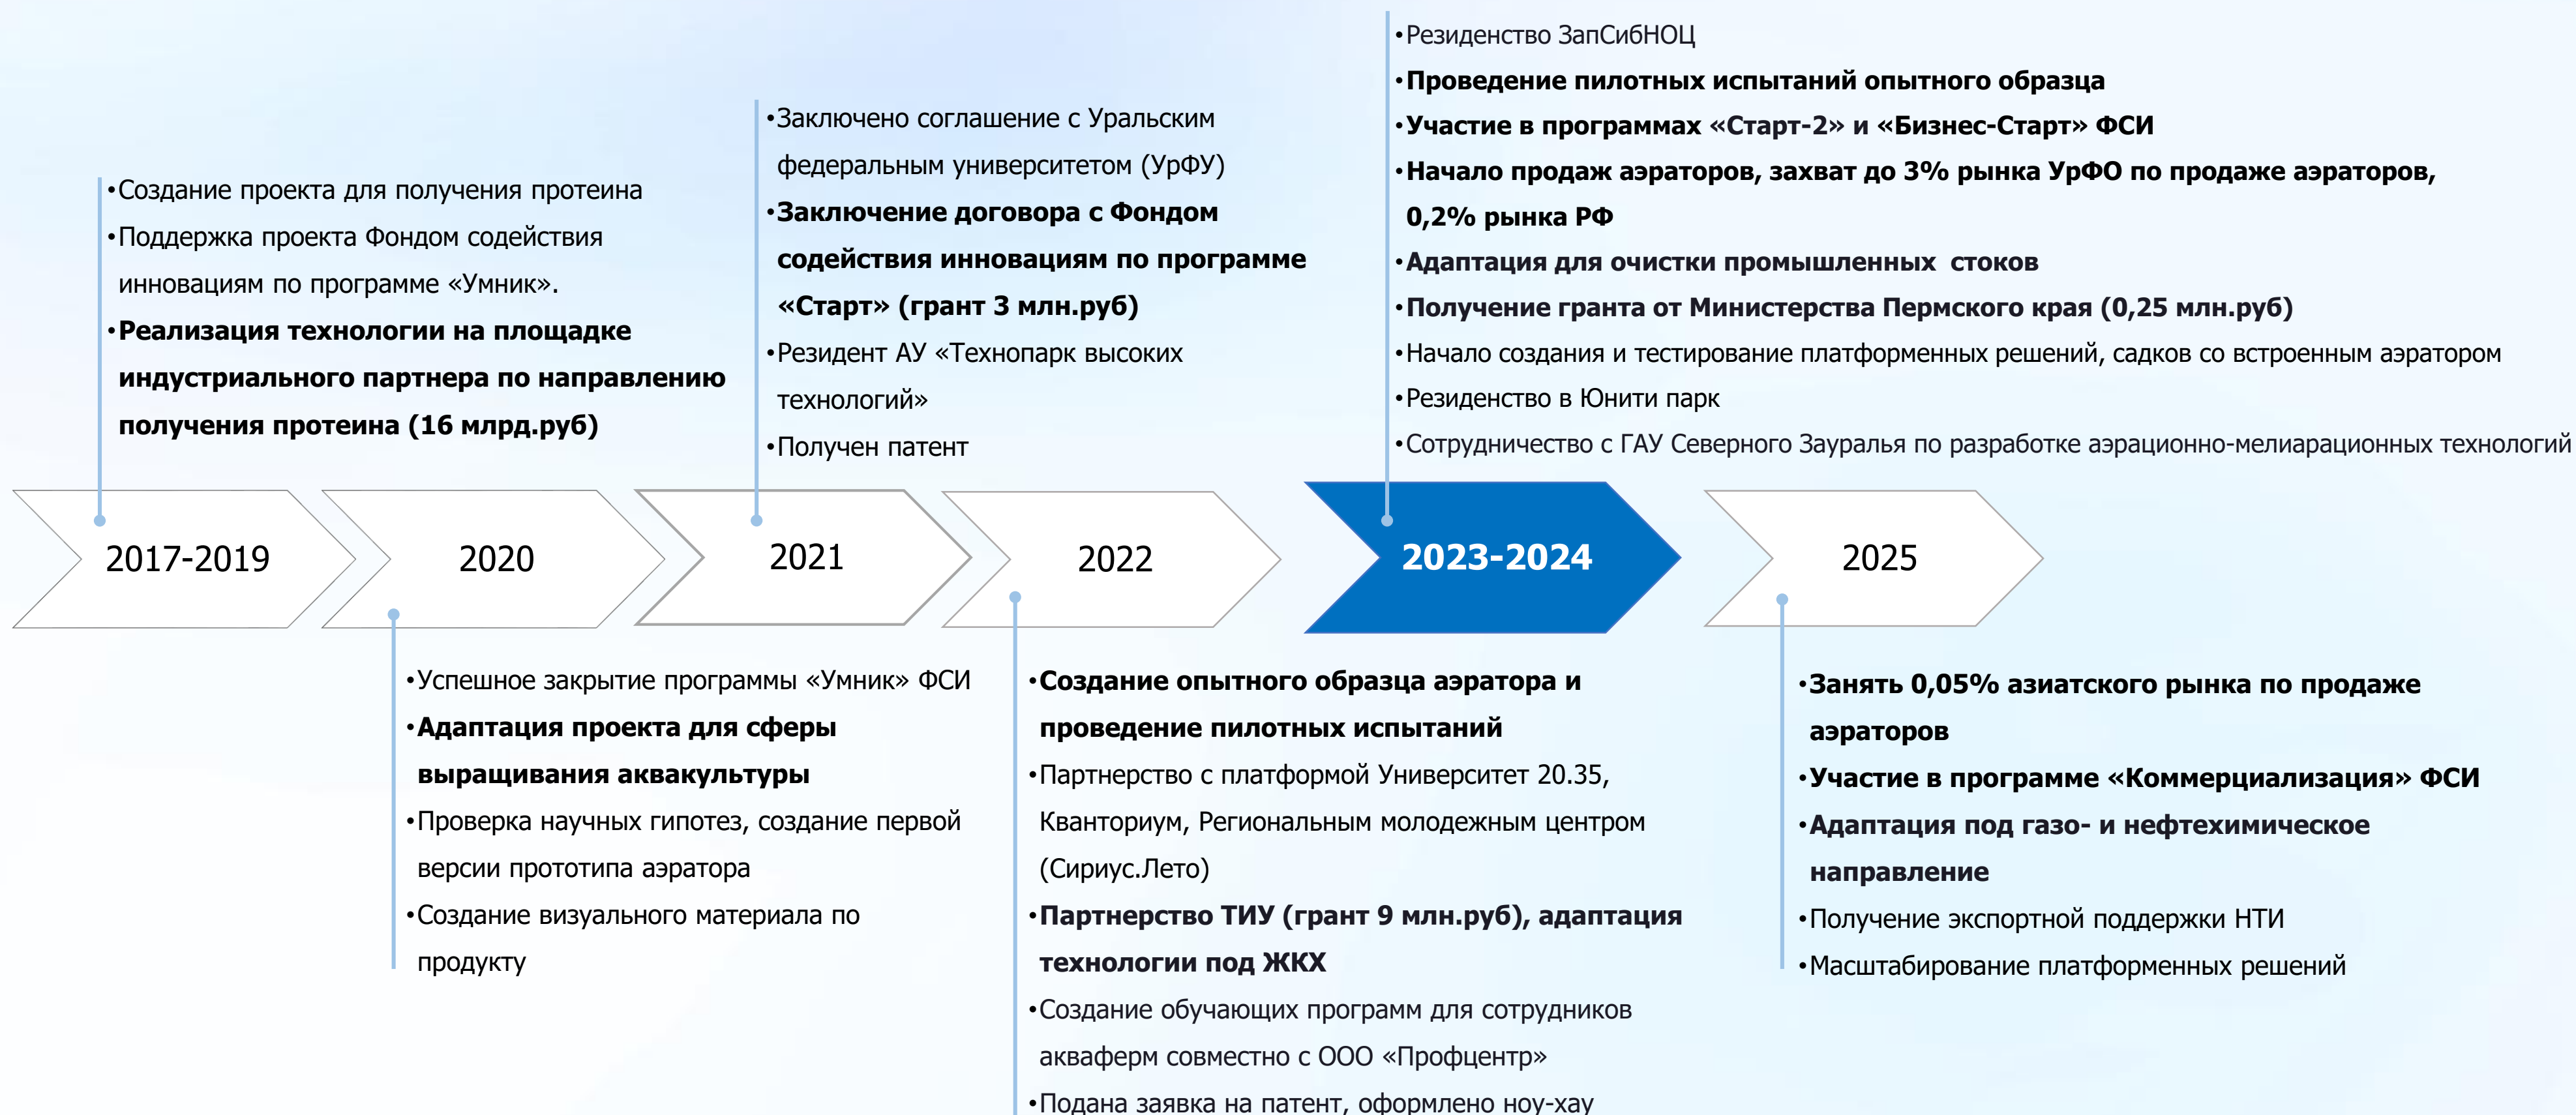 •Создание проекта для получения протеина
•Поддержка проекта Фондом содействия
инновациям по программе «Умник».
•Реализация технологии на площадке
индустриального партнера по направлению
получения протеина (16 млрд.руб)
•Заключено соглашение с Уральским
федеральным университетом (УрФУ)
•Заключение договора с Фондом
содействия инновациям по программе
«Старт» (грант 3 млн.руб)
•Резидент АУ «Технопарк высоких
технологий»
•Получен патент
•Резиденство ЗапСибНОЦ
•Проведение пилотных испытаний опытного образца
•Участие в программах «Старт-2» и «Бизнес-Старт» ФСИ
•Начало продаж аэраторов, захват до 3% рынка УрФО по продаже аэраторов,
0,2% рынка РФ
•Адаптация для очистки промышленных стоков
•Получение гранта от Министерства Пермского края (0,25 млн.руб)
•Начало создания и тестирование платформенных решений, садков со встроенным аэратором
•Резиденство в Юнити парк
•Сотрудничество с ГАУ Северного Зауралья по разработке аэрационно-мелиарационных технологий
2017-2019
2020
2021
2022
2023-2024
2025
•Успешное закрытие программы «Умник» ФСИ
•Адаптация проекта для сферы
выращивания аквакультуры
•Проверка научных гипотез, создание первой
версии прототипа аэратора
•Создание визуального материала по
продукту
•Создание опытного образца аэратора и
проведение пилотных испытаний
•Партнерство с платформой Университет 20.35,
Кванториум, Региональным молодежным центром
(Сириус.Лето)
•Партнерство ТИУ (грант 9 млн.руб), адаптация
технологии под ЖКХ
•Создание обучающих программ для сотрудников
акваферм совместно с ООО «Профцентр»
•Подана заявка на патент, оформлено ноу-хау
•Занять 0,05% азиатского рынка по продаже
аэраторов
•Участие в программе «Коммерциализация» ФСИ
•Адаптация под газо- и нефтехимическое
направление
•Получение экспортной поддержки НТИ
•Масштабирование платформенных решений